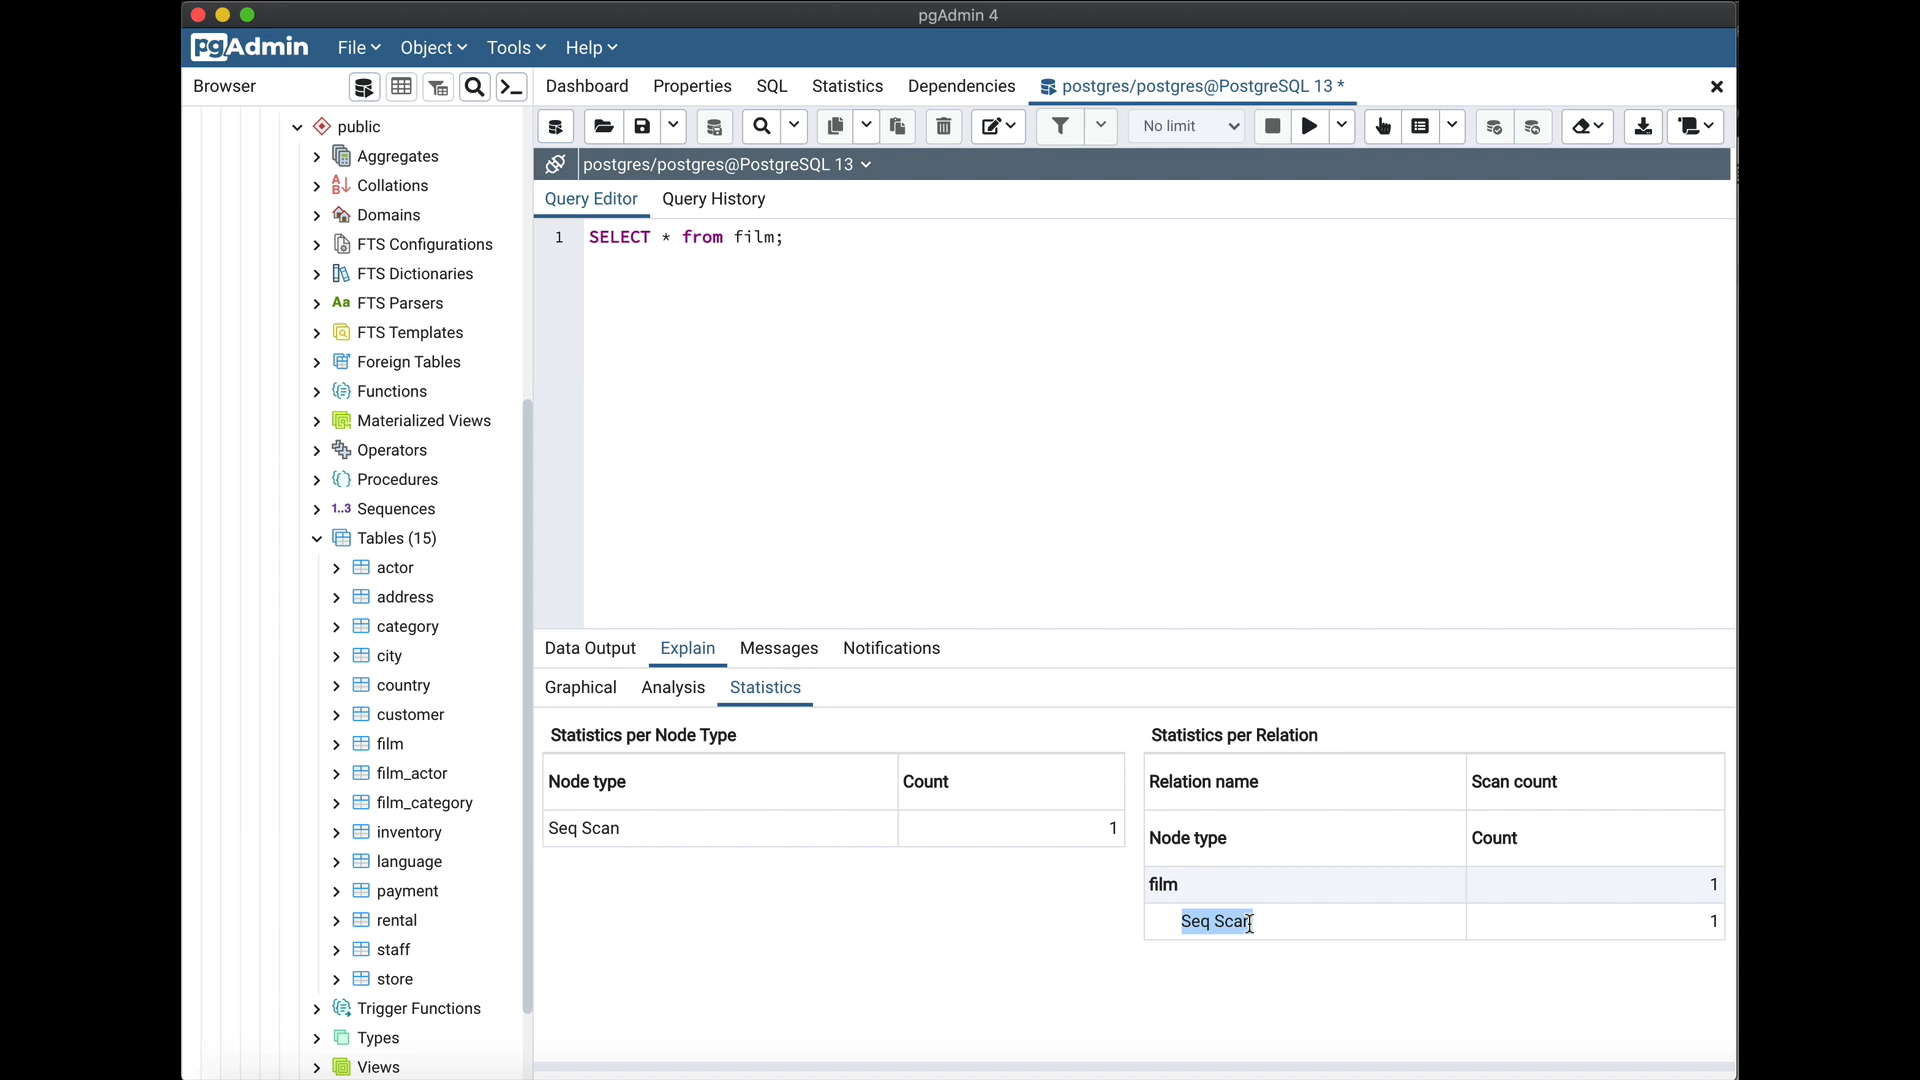 pgAdmin 4
pgAdmin File Object Tools Help
Browser
Dashboard Properties SQL Statistics Dependencies postgres/postgres@PostgreSQL 13 *
No limit
postgres/postgres@PostgreSQL 13
Query Editor Query History
1 SELECT * from film;
public
Aggregates
Collations
Domains
FTS Configurations
FTS Dictionaries
Aa FTS Parsers
FTS Templates
Foreign Tables
Functions
Materialized Views
Operators
Procedures
1..3 Sequences
Tables (15)
actor
address
category
city
country
customer
film
film_actor
film_category
inventory
language
payment
rental
staff
store
Trigger Functions
Types
Views
Data Output Explain Messages Notifications
Graphical Analysis Statistics
Statistics per Node Type
Node type Count
Seq Scan 1
Statistics per Relation
Relation name Scan count
Node type Count
film 1
Seq Scan 1